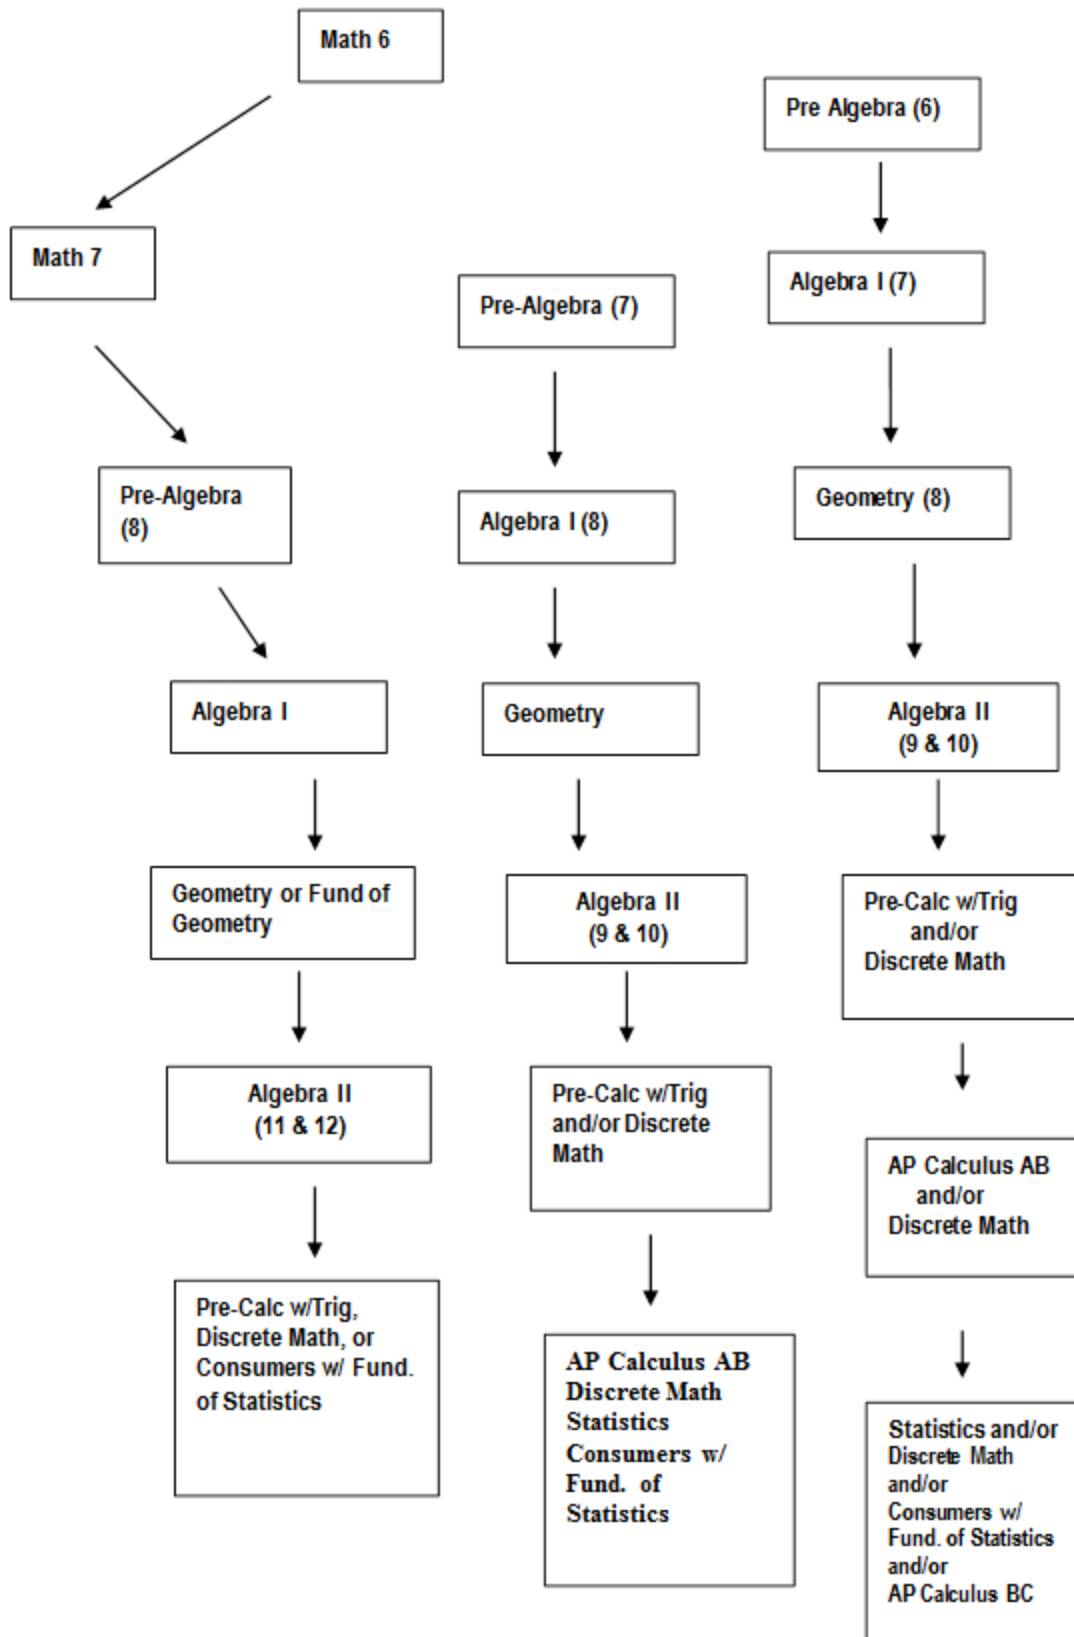 Math 6
Math 7
Pre-Algebra
(8)
Algebra I
Geometry or Fund of
Geometry
Algebra II
(11 & 12)
Pre-Calc w/Trig,
Discrete Math, or
Consumers w/ Fund.
of Statistics
Pre-Algebra (7)
Algebra I (8)
Geometry
Algebra II
(9 & 10)
Pre-Calc w/Trig
and/or Discrete
Math
AP Calculus AB
Discrete Math
Statistics
Consumers w/
Fund. of
Statistics
Pre Algebra (6)
Algebra I (7)
Geometry (8)
Algebra II
(9 & 10)
Pre-Calc w/Trig
and/or
Discrete Math
AP Calculus AB
and/or
Discrete Math
Statistics and/or
Discrete Math
and/or
Consumers w/
Fund. of Statistics
and/or
AP Calculus BC